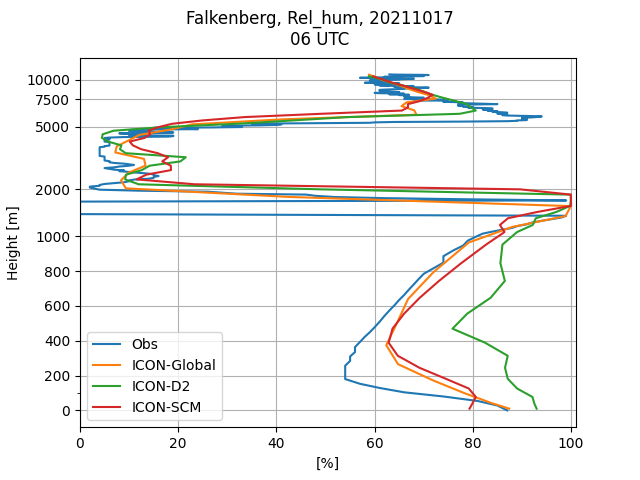 Falkenberg, Rel_hum, 20211017
06 UTC
10000
7500
5000
2000
1000
800
600
400
200
0
Height [m]
Obs
ICON-Global
ICON-D2
ICON-SCM
0 20 40 60 80 100
[%]